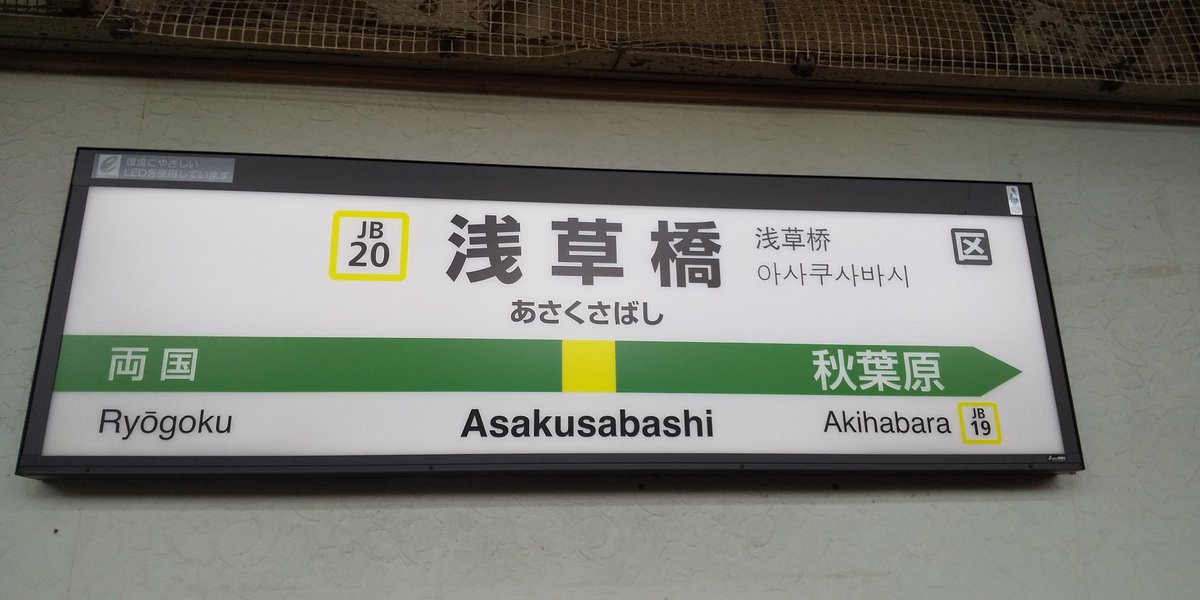 環境にやさしい
LEDを使用しています
JB
20
浅草橋
浅草桥
아사쿠사바시
区
あさくさばし
両国
秋葉原
Ryōgoku
Asakusabashi
Akihabara
JB
19